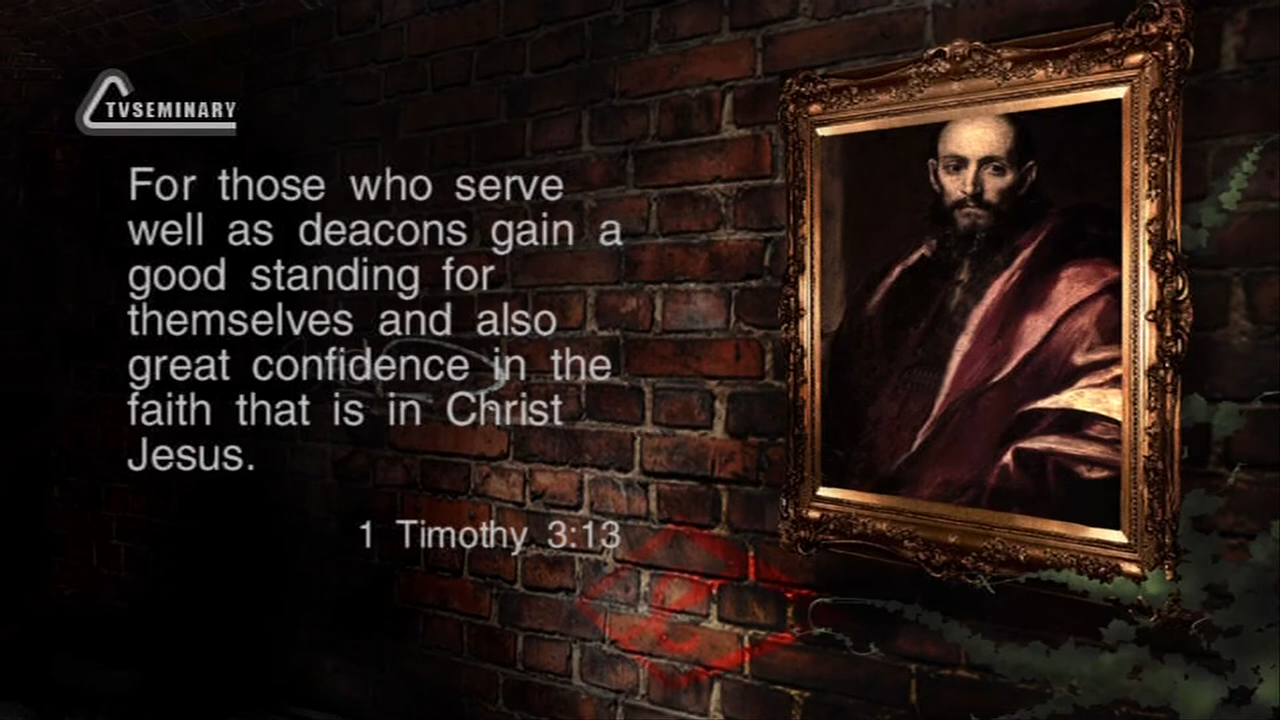 TVSEMINARY
For those who serve
well as deacons gain a
good standing for
themselves and also
great confidence in the
faith that is in Christ
Jesus.
1 Timothy 3:13